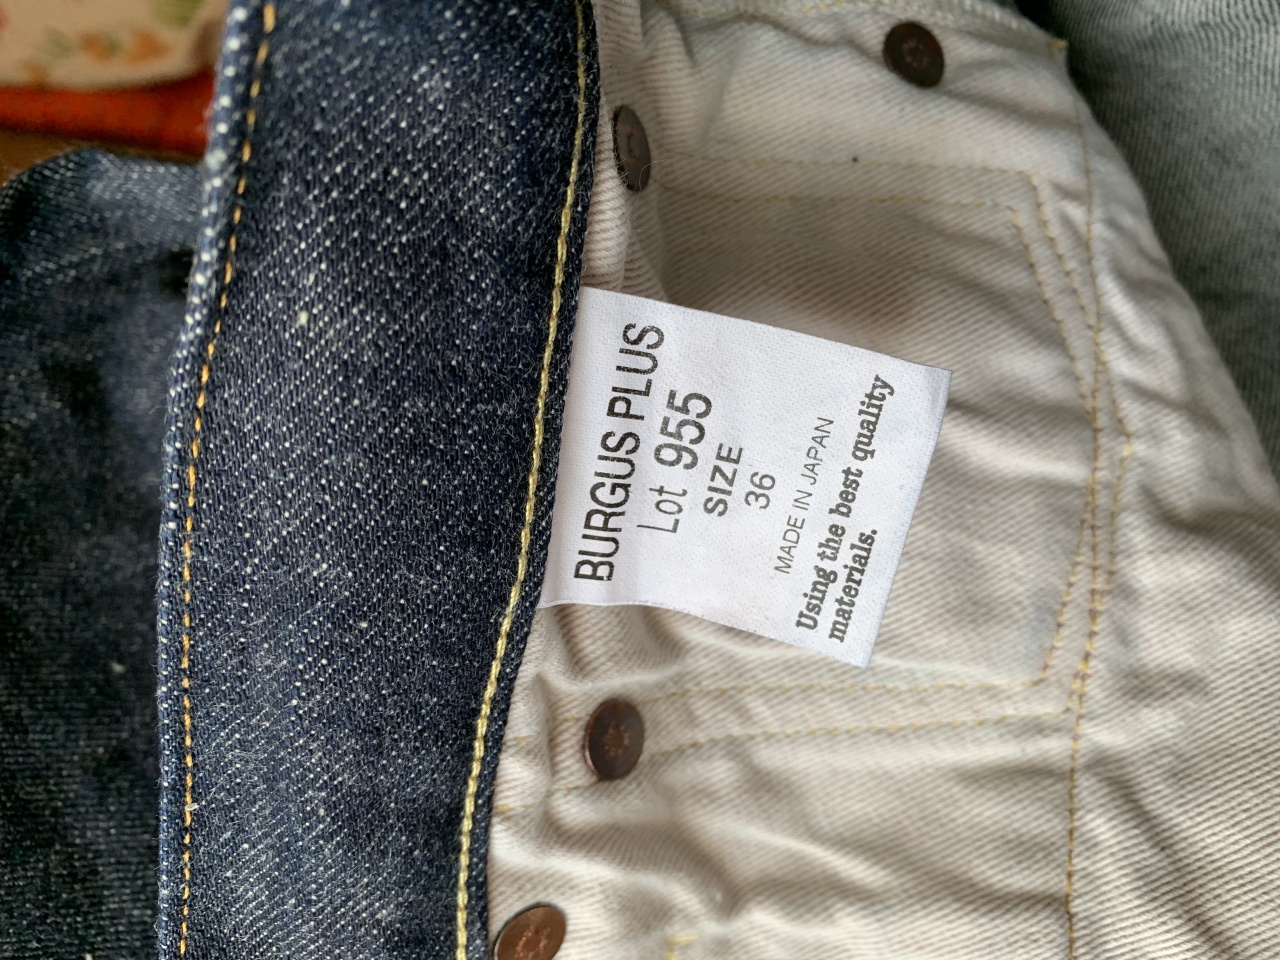 BURGUS PLUS
Lot 955
SIZE
36
MADE IN JAPAN
Using the best quality
materials.